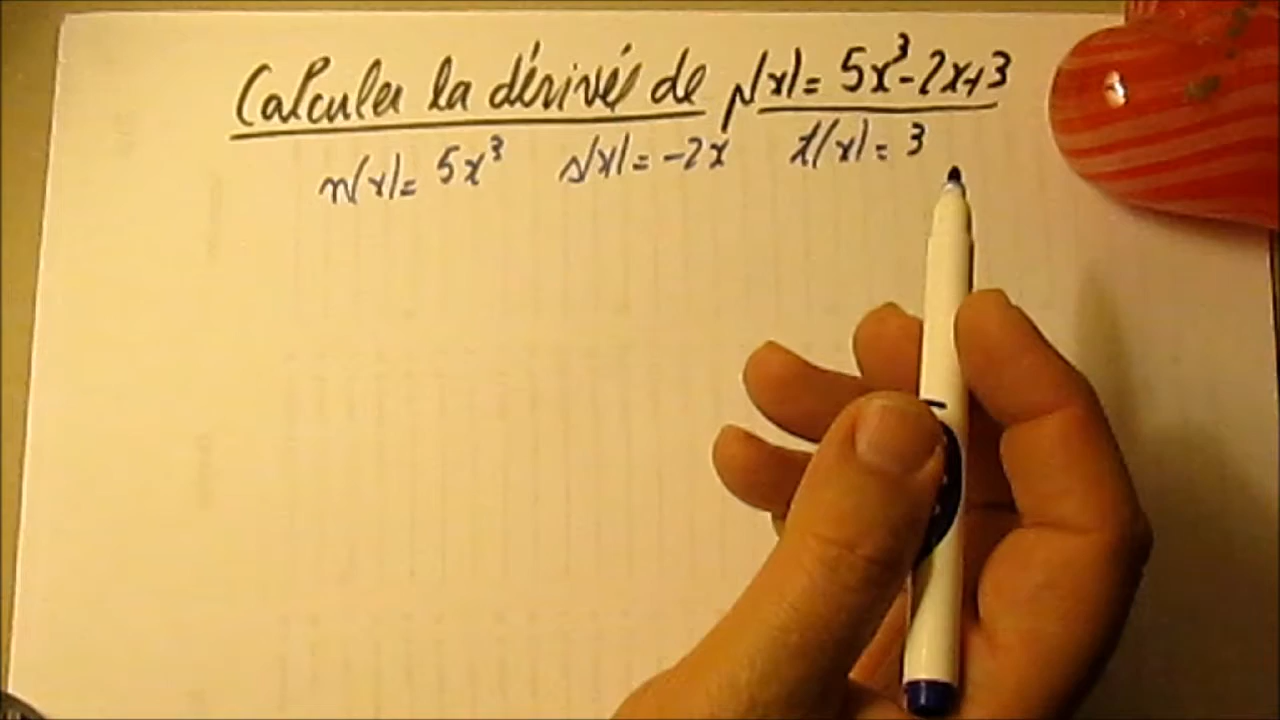 Calculer la dérivée de p(x) = 5x³-2x+3
r(x) = 5x³ s(x) = -2x t(x) = 3